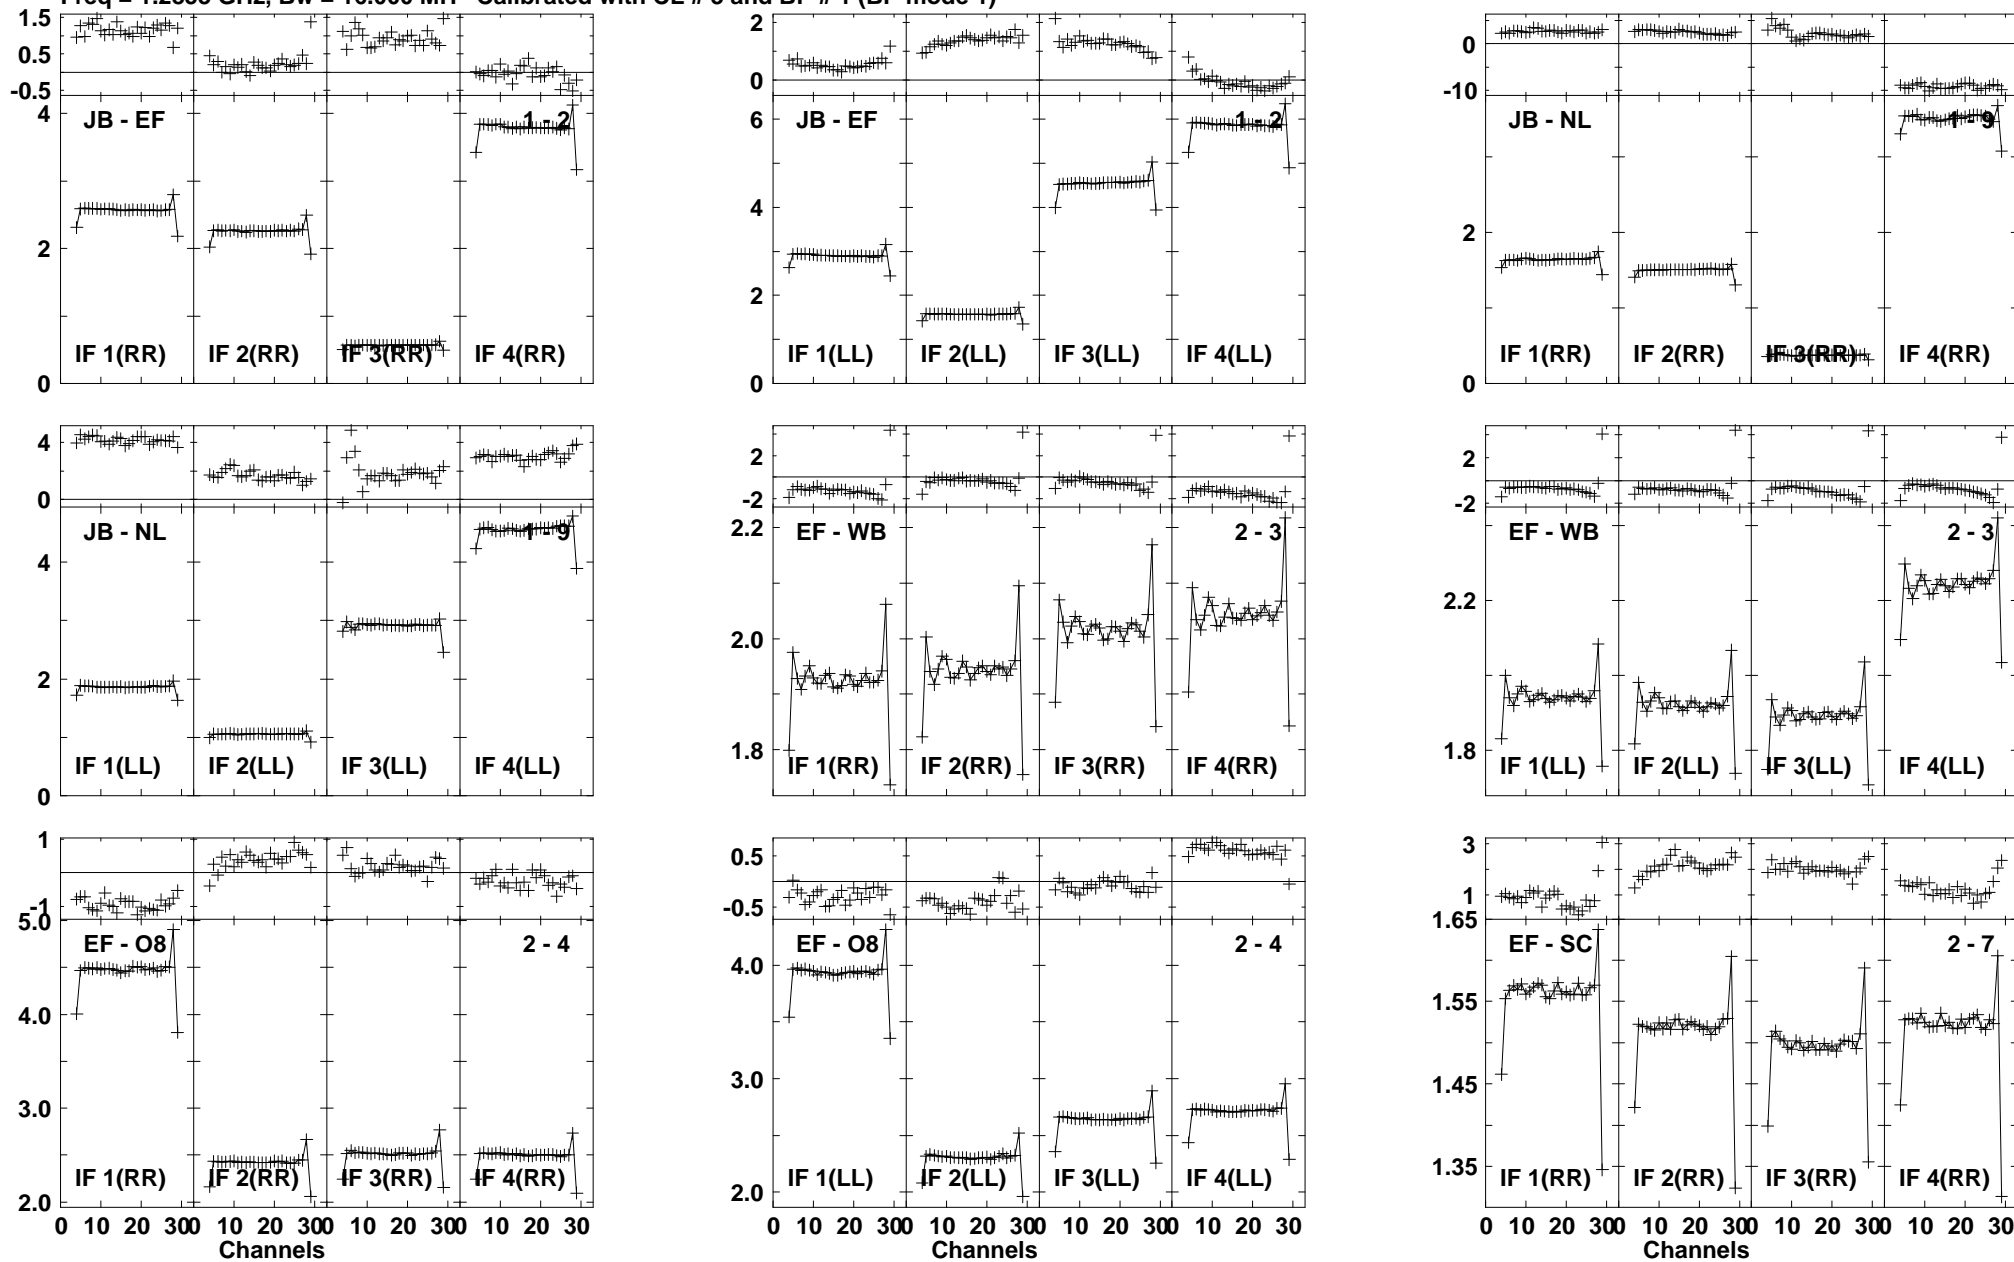 Calibrated with CL # and BP # 1 (BP mode 1)
1.5
0.5
-0.5
4
2
0
JB - EF
1 - 2
IF 1(RR)
IF 2(RR)
IF 3(RR)
IF 4(RR)
2
0
6
4
2
0
JB - EF
1 - 2
IF 1(LL)
IF 2(LL)
IF 3(LL)
IF 4(LL)
0
-10
2
0
JB - NL
1 - 9
IF 1(RR)
IF 2(RR)
IF 3(RR)
IF 4(RR)
4
2
0
4
2
0
JB - NL
1 - 9
IF 1(LL)
IF 2(LL)
IF 3(LL)
IF 4(LL)
2
-2
2.2
2.0
1.8
EF - WB
2 - 3
IF 1(RR)
IF 2(RR)
IF 3(RR)
IF 4(RR)
2
-2
2.2
1.8
EF - WB
2 - 3
IF 1(LL)
IF 2(LL)
IF 3(LL)
IF 4(LL)
1
-1
5.0
4.0
3.0
2.0
EF - O8
2 - 4
IF 1(RR)
IF 2(RR)
IF 3(RR)
IF 4(RR)
0 10 20 30 0 10 20 30 0 10 20 30 0 10 20 30
Channels
0.5
-0.5
4.0
3.0
2.0
EF - O8
2 - 4
IF 1(LL)
IF 2(LL)
IF 3(LL)
IF 4(LL)
0 10 20 30 0 10 20 30 0 10 20 30 0 10 20 30
Channels
3
1
1.65
1.55
1.45
1.35
EF - SC
2 - 7
IF 1(RR)
IF 2(RR)
IF 3(RR)
IF 4(RR)
0 10 20 30 0 10 20 30 0 10 20 30 0 10 20 30
Channels